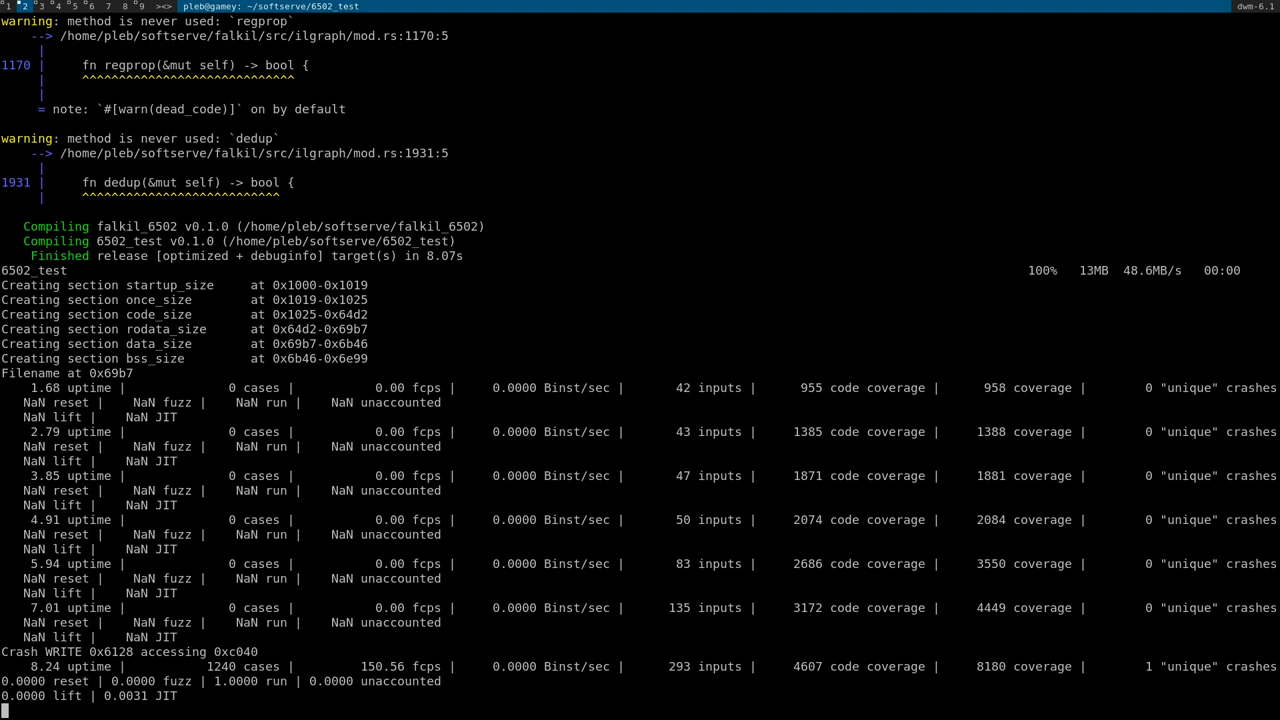 1 2 3 4 5 6 7 8 9 ><> pleb@gamey: ~/softserve/6502_test dwm-6.1
warning: method is never used: `regprop`
--> /home/pleb/softserve/falkil/src/ilgraph/mod.rs:1170:5
|
1170 | fn regprop(&mut self) -> bool {
| ^^^^^^^^^^^^^^^^^^^^^^^^^^^^^
|
= note: `#[warn(dead_code)]` on by default
warning: method is never used: `dedup`
--> /home/pleb/softserve/falkil/src/ilgraph/mod.rs:1931:5
|
1931 | fn dedup(&mut self) -> bool {
| ^^^^^^^^^^^^^^^^^^^^^^^^^^^
Compiling falkil_6502 v0.1.0 (/home/pleb/softserve/falkil_6502)
Compiling 6502_test v0.1.0 (/home/pleb/softserve/6502_test)
Finished release [optimized + debuginfo] target(s) in 8.07s
6502_test 100% 13MB 48.6MB/s 00:00
Creating section startup_size at 0x1000-0x1019
Creating section once_size at 0x1019-0x1025
Creating section code_size at 0x1025-0x64d2
Creating section rodata_size at 0x64d2-0x69b7
Creating section data_size at 0x69b7-0x6b46
Creating section bss_size at 0x6b46-0x6e99
Filename at 0x69b7
1.68 uptime | 0 cases | 0.00 fcps | 0.0000 Binst/sec | 42 inputs | 955 code coverage | 958 coverage | 0 "unique" crashes
NaN reset | NaN fuzz | NaN run | NaN unaccounted
NaN lift | NaN JIT
2.79 uptime | 0 cases | 0.00 fcps | 0.0000 Binst/sec | 43 inputs | 1385 code coverage | 1388 coverage | 0 "unique" crashes
NaN reset | NaN fuzz | NaN run | NaN unaccounted
NaN lift | NaN JIT
3.85 uptime | 0 cases | 0.00 fcps | 0.0000 Binst/sec | 47 inputs | 1871 code coverage | 1881 coverage | 0 "unique" crashes
NaN reset | NaN fuzz | NaN run | NaN unaccounted
NaN lift | NaN JIT
4.91 uptime | 0 cases | 0.00 fcps | 0.0000 Binst/sec | 50 inputs | 2074 code coverage | 2084 coverage | 0 "unique" crashes
NaN reset | NaN fuzz | NaN run | NaN unaccounted
NaN lift | NaN JIT
5.94 uptime | 0 cases | 0.00 fcps | 0.0000 Binst/sec | 83 inputs | 2686 code coverage | 3550 coverage | 0 "unique" crashes
NaN reset | NaN fuzz | NaN run | NaN unaccounted
NaN lift | NaN JIT
7.01 uptime | 0 cases | 0.00 fcps | 0.0000 Binst/sec | 135 inputs | 3172 code coverage | 4449 coverage | 0 "unique" crashes
NaN reset | NaN fuzz | NaN run | NaN unaccounted
NaN lift | NaN JIT
Crash WRITE 0x6128 accessing 0xc040
8.24 uptime | 1240 cases | 150.56 fcps | 0.0000 Binst/sec | 293 inputs | 4607 code coverage | 8180 coverage | 1 "unique" crashes
0.0000 reset | 0.0000 fuzz | 1.0000 run | 0.0000 unaccounted
0.0000 lift | 0.0031 JIT